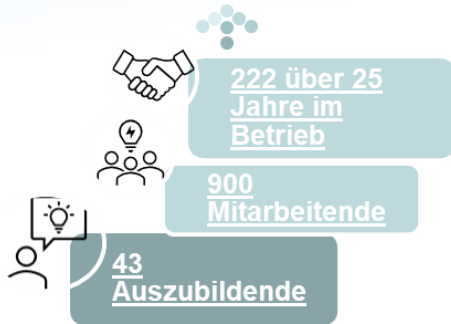 222 über 25
Jahre im
Betrieb
900
Mitarbeitende
43
Auszubildende